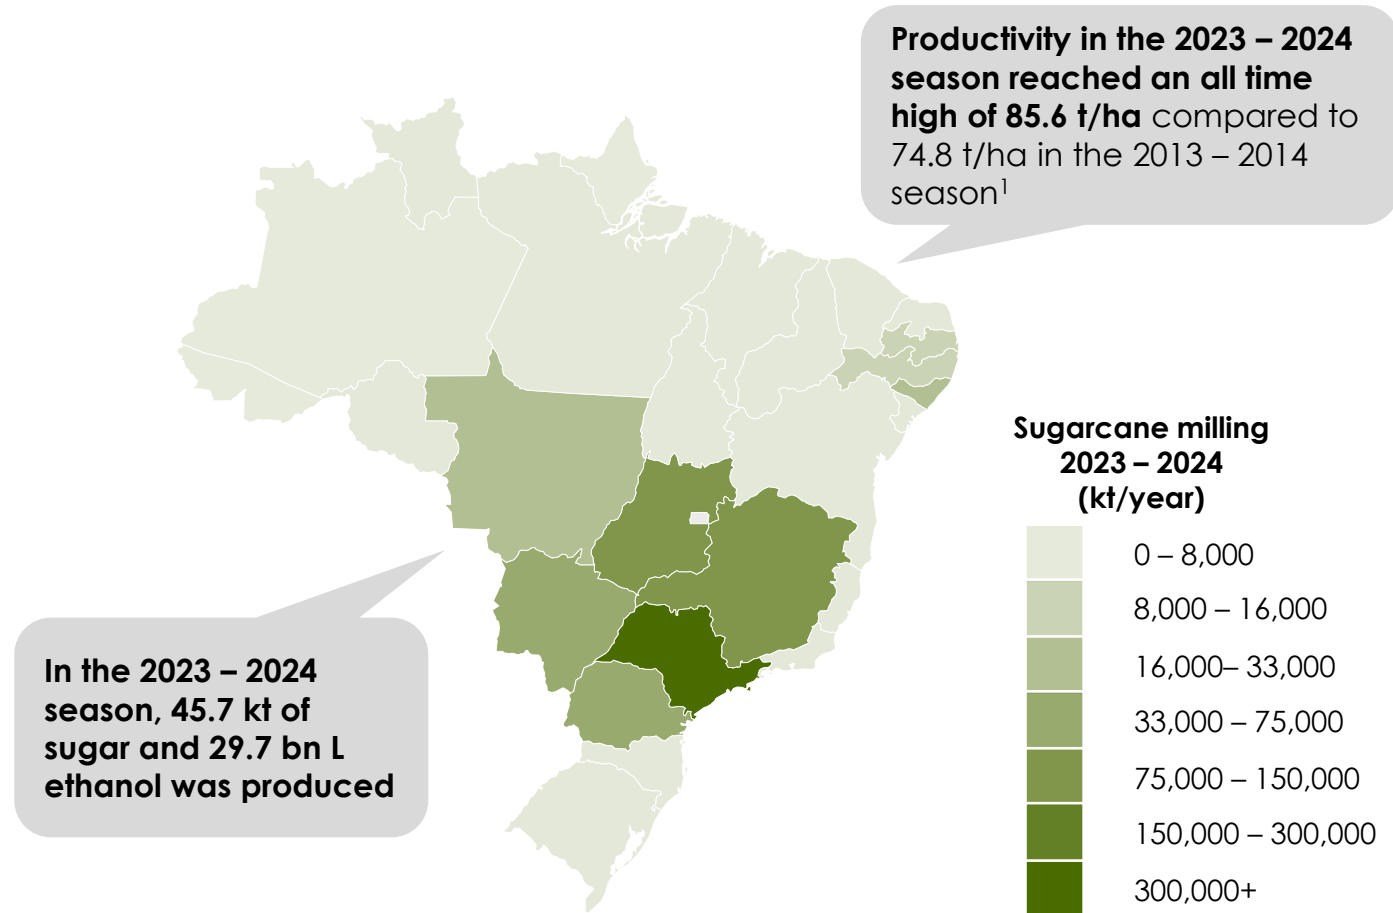 Productivity in the 2023 – 2024
season reached an all time
high of 85.6 t/ha compared to
74.8 t/ha in the 2013 – 2014
season¹
In the 2023 – 2024
season, 45.7 kt of
sugar and 29.7 bn L
ethanol was produced
Sugarcane milling
2023 – 2024
(kt/year)
0 – 8,000
8,000 – 16,000
16,000– 33,000
33,000 – 75,000
75,000 – 150,000
150,000 – 300,000
300,000+